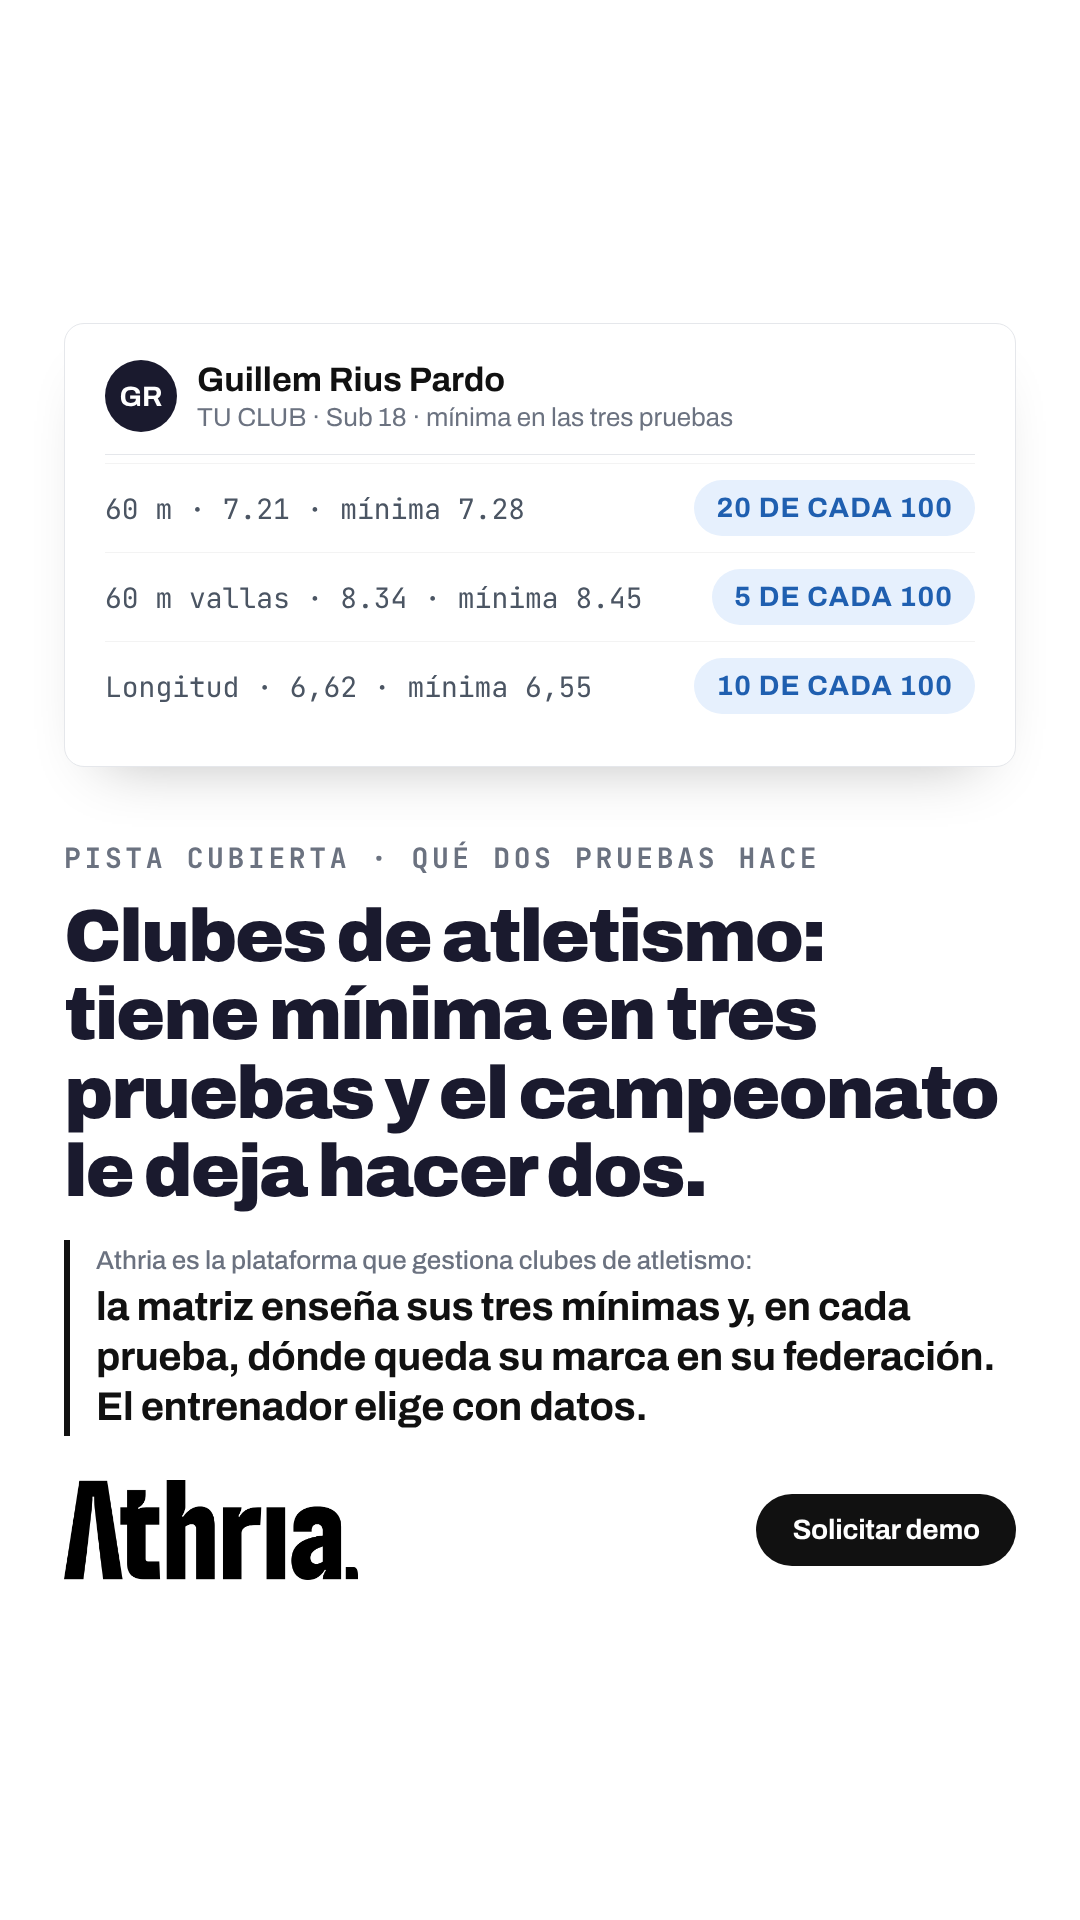 GR
Guillem Rius Pardo
TU CLUB · Sub 18 · mínima en las tres pruebas
60 m · 7.21 · mínima 7.28
20 DE CADA 100
60 m vallas · 8.34 · mínima 8.45
5 DE CADA 100
Longitud · 6,62 · mínima 6,55
10 DE CADA 100
PISTA CUBIERTA · QUÉ DOS PRUEBAS HACE
Clubes de atletismo:
tiene mínima en tres
pruebas y el campeonato
le deja hacer dos.
Athria es la plataforma que gestiona clubes de atletismo:
la matriz enseña sus tres mínimas y, en cada
prueba, dónde queda su marca en su federación.
El entrenador elige con datos.
Athria.
Solicitar demo